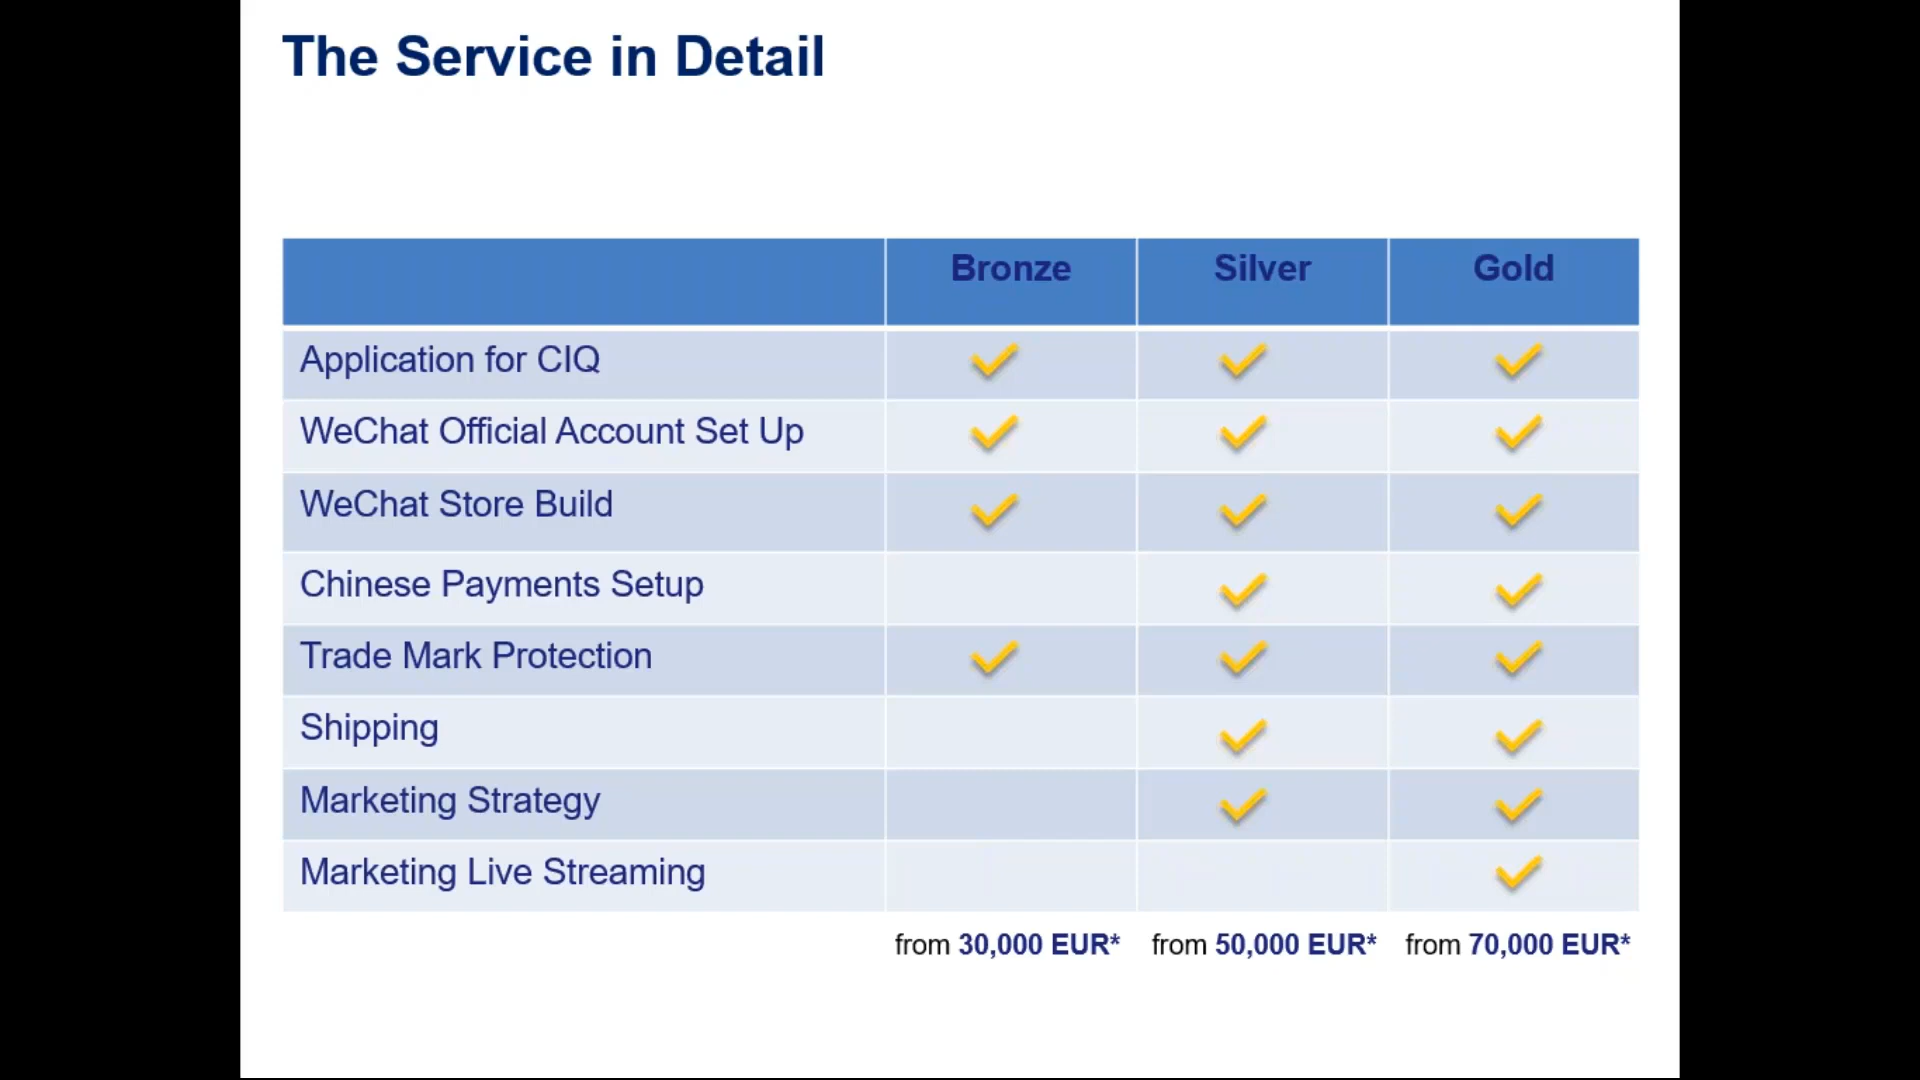 The Service in Detail
Bronze Silver Gold
Application for CIQ
WeChat Official Account Set Up
WeChat Store Build
Chinese Payments Setup
Trade Mark Protection
Shipping
Marketing Strategy
Marketing Live Streaming
from 30,000 EUR* from 50,000 EUR* from 70,000 EUR*